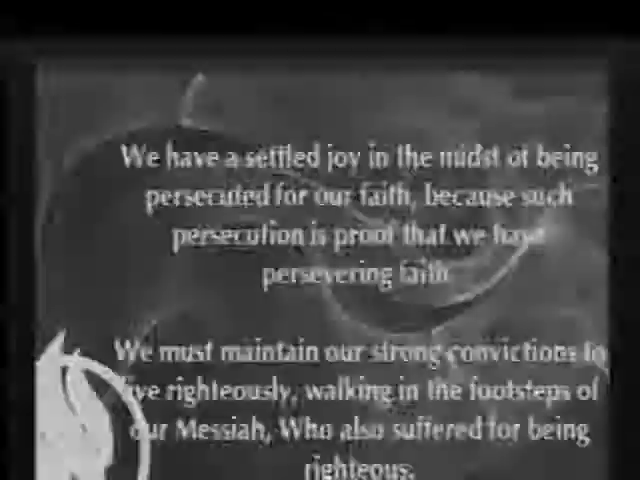 We have a settled joy in the midst of being
persecuted for our faith, because such
persecution is proof that we have
persevering faith
We must maintain our strong convictions to
live righteously, walking in the footsteps of
our Messiah, Who also suffered for being
righteous.